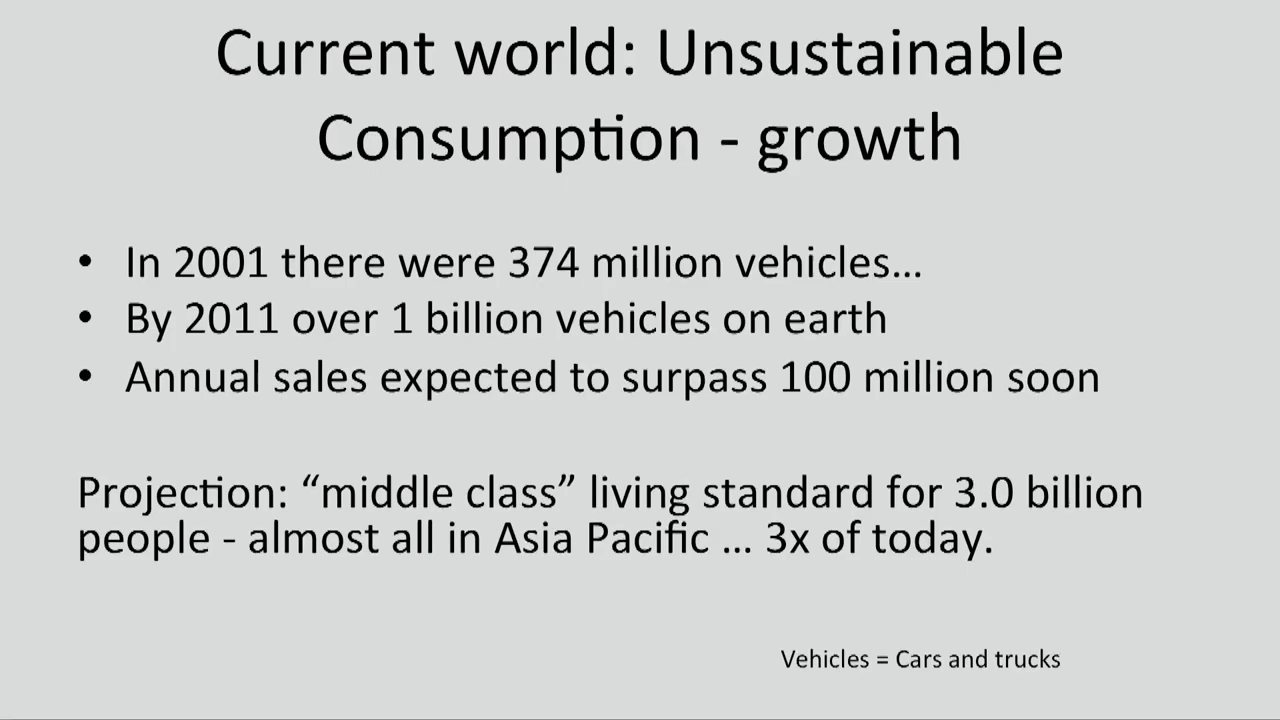 Current world: Unsustainable
Consumption - growth
• In 2001 there were 374 million vehicles…
• By 2011 over 1 billion vehicles on earth
• Annual sales expected to surpass 100 million soon
Projection: “middle class” living standard for 3.0 billion
people - almost all in Asia Pacific … 3x of today.
Vehicles = Cars and trucks